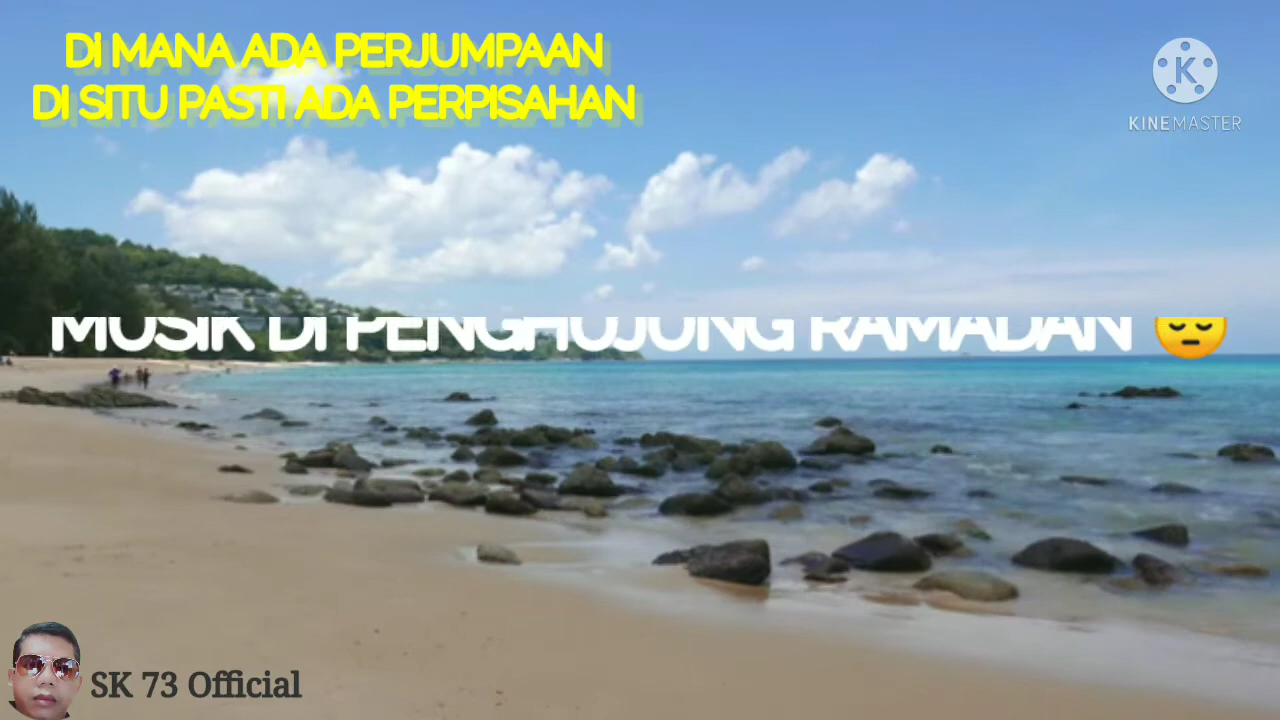 DI MANA ADA PERJUMPAAN
DI SITU PASTI ADA PERPISAHAN
KINEMASTER
MUSIK DI PENGHUJUNG RAMADAN 😔
SK 73 Official